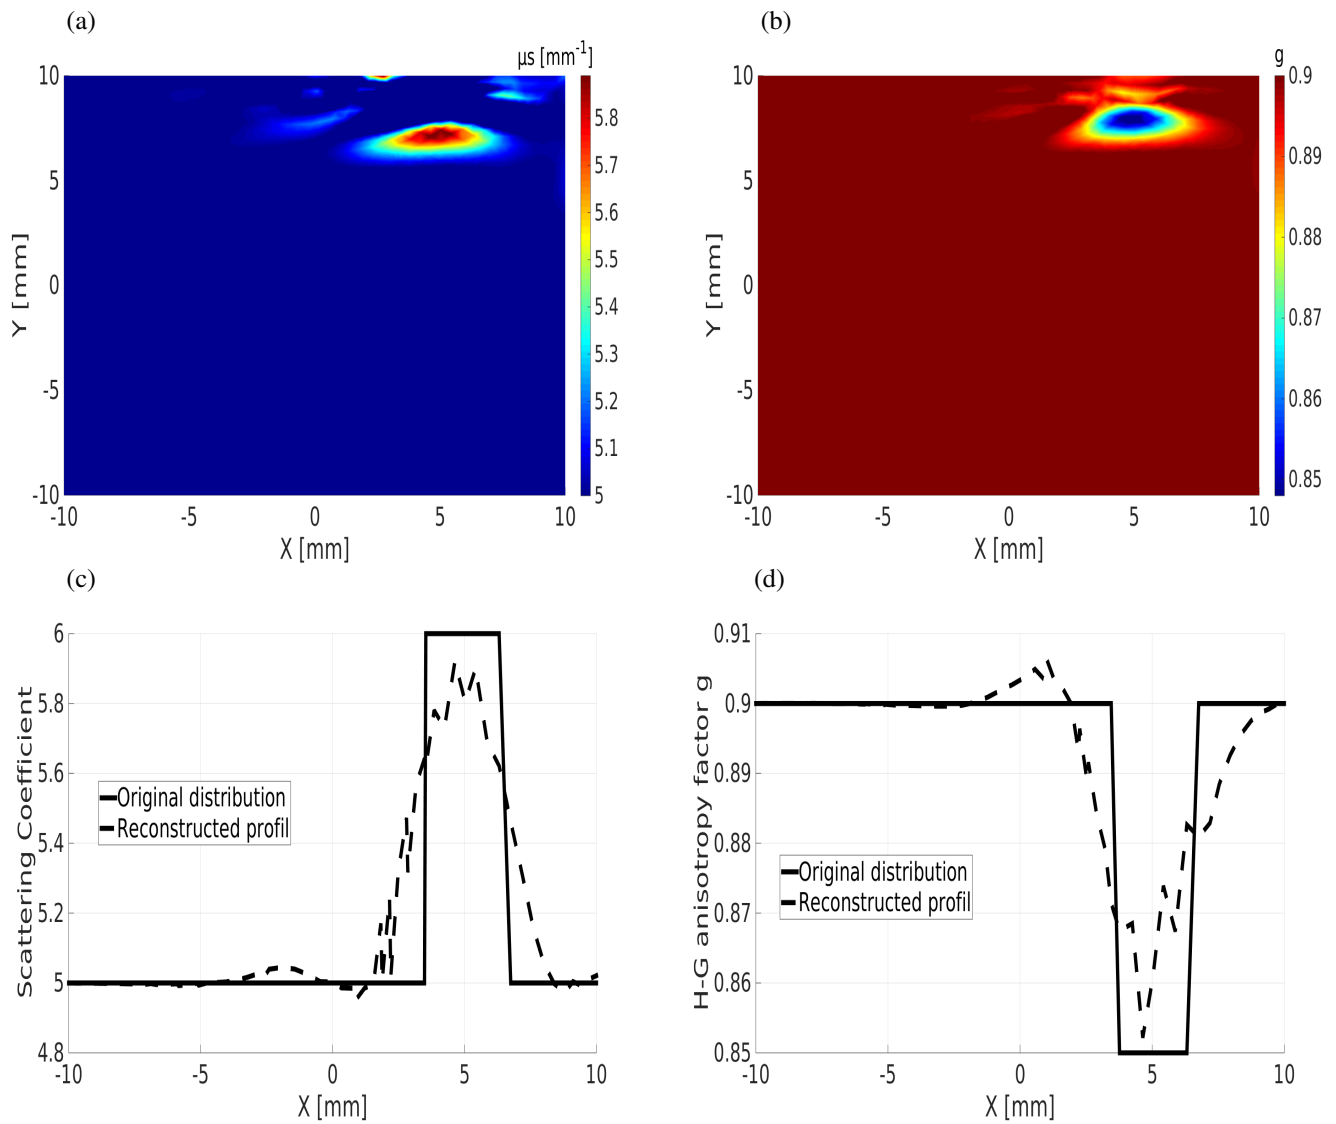 (a)
µs [mm-1]
10
5
0
-5
-10
Y [mm]
-10 -5 0 5 10
X [mm]
5.8
5.7
5.6
5.5
5.4
5.3
5.2
5.1
5
(b)
g
10
5
0
-5
-10
Y [mm]
-10 -5 0 5 10
X [mm]
0.9
0.89
0.88
0.87
0.86
0.85
(c)
6
5.8
5.6
5.4
5.2
5
4.8
Scattering Coefficient
Original distribution
Reconstructed profil
-10 -5 0 5 10
X [mm]
(d)
0.91
0.9
0.89
0.88
0.87
0.86
0.85
H-G anisotropy factor g
Original distribution
Reconstructed profil
-10 -5 0 5 10
X [mm]